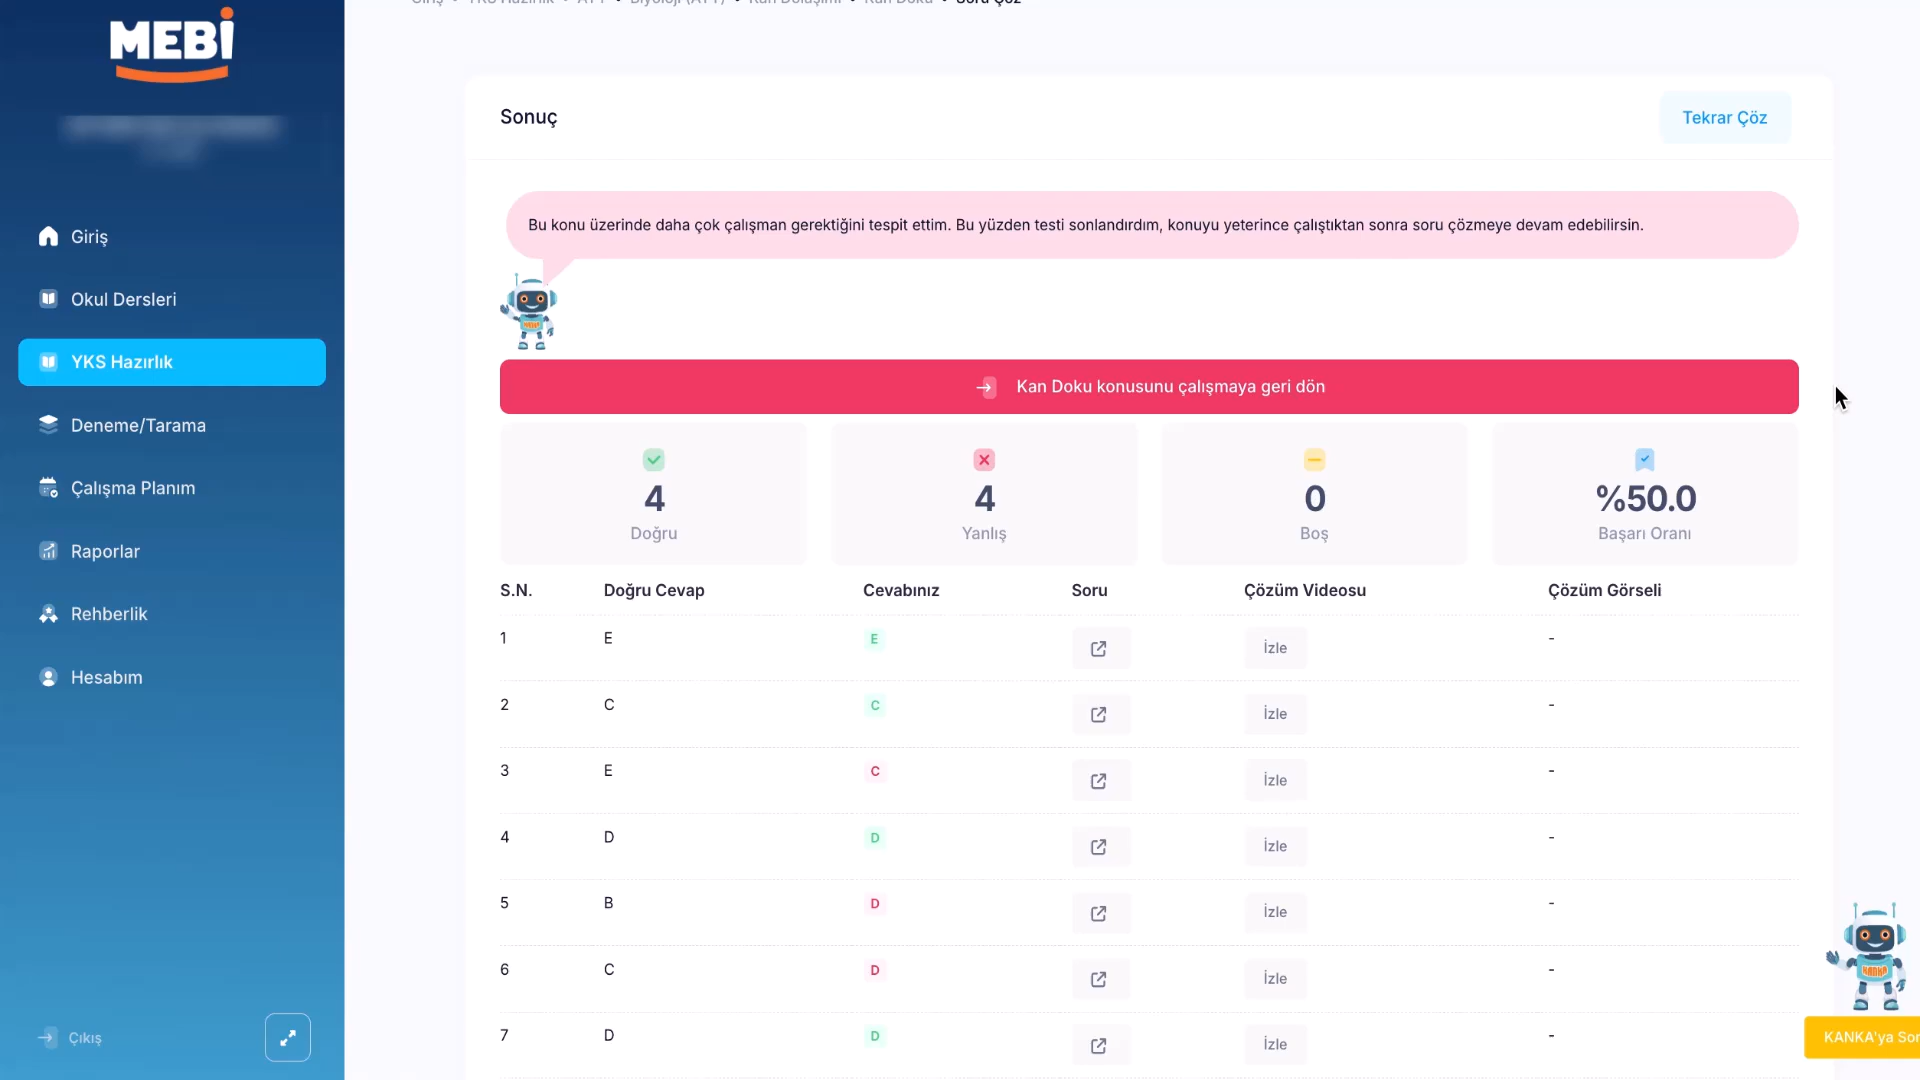 MEBİ
Giriş
Okul Dersleri
YKS Hazırlık
Deneme/Tarama
Çalışma Planım
Raporlar
Rehberlik
Hesabım
Çıkış
Sonuç
Tekrar Çöz
Bu konu üzerinde daha çok çalışman gerektiğini tespit ettim. Bu yüzden testi sonlandırdım, konuyu yeterince çalıştıktan sonra soru çözmeye devam edebilirsin.
Kan Doku konusunu çalışmaya geri dön
4
Doğru
4
Yanlış
0
Boş
%50.0
Başarı Oranı
S.N. Doğru Cevap Cevabınız Soru Çözüm Videosu Çözüm Görseli
1 E E İzle -
2 C C İzle -
3 E C İzle -
4 D D İzle -
5 B D İzle -
6 C D İzle -
7 D D İzle -
KANKA
KANKA'ya Sor